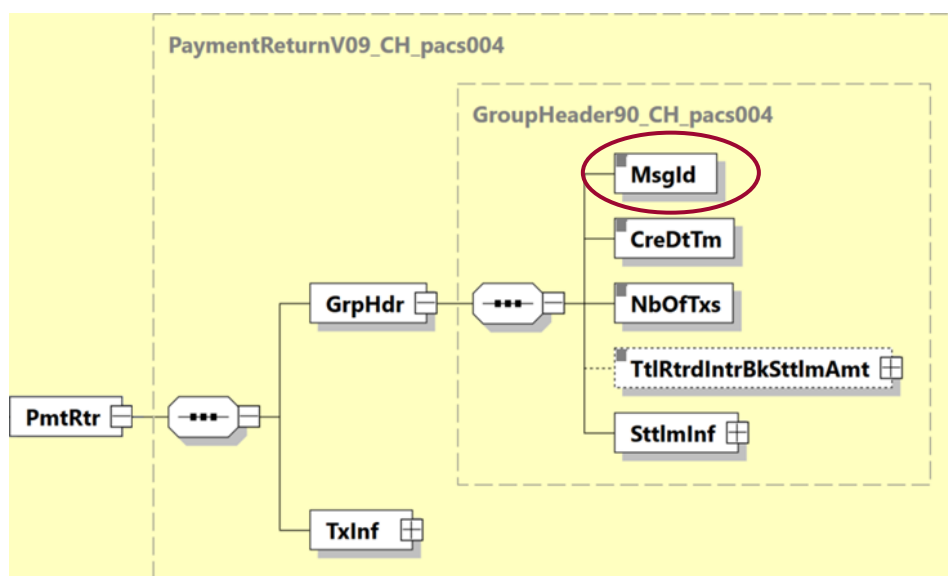 PaymentReturnV09_CH_pacs004
GroupHeader90_CH_pacs004
MsgId
CreDtTm
GrpHdr
NbOfTxs
TtlRtrdIntrBkSttlmAmt
PmtRtr
SttlmInf
TxInf